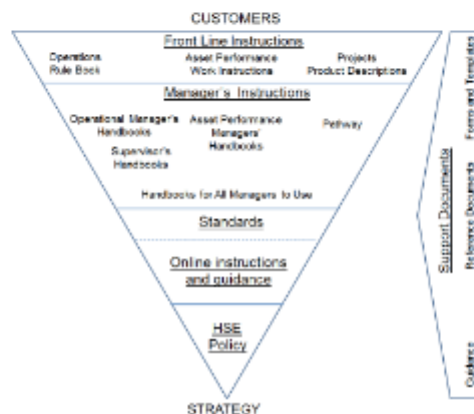 CUSTOMERS
Front Line Instructions
Operations
Rule Book
Asset Performance
Work Instructions
Projects
Product Descriptions
Manager's Instructions
Operational Manager's
Handbooks
Asset Performance
Managers'
Handbooks
Pathway
Supervisor's
Handbooks
Handbooks for All Managers to Use
Standards
Online instructions
and guidance
HSE
Policy
STRATEGY
Support Documents
Forms and Templates
Reference Documents
Guidance